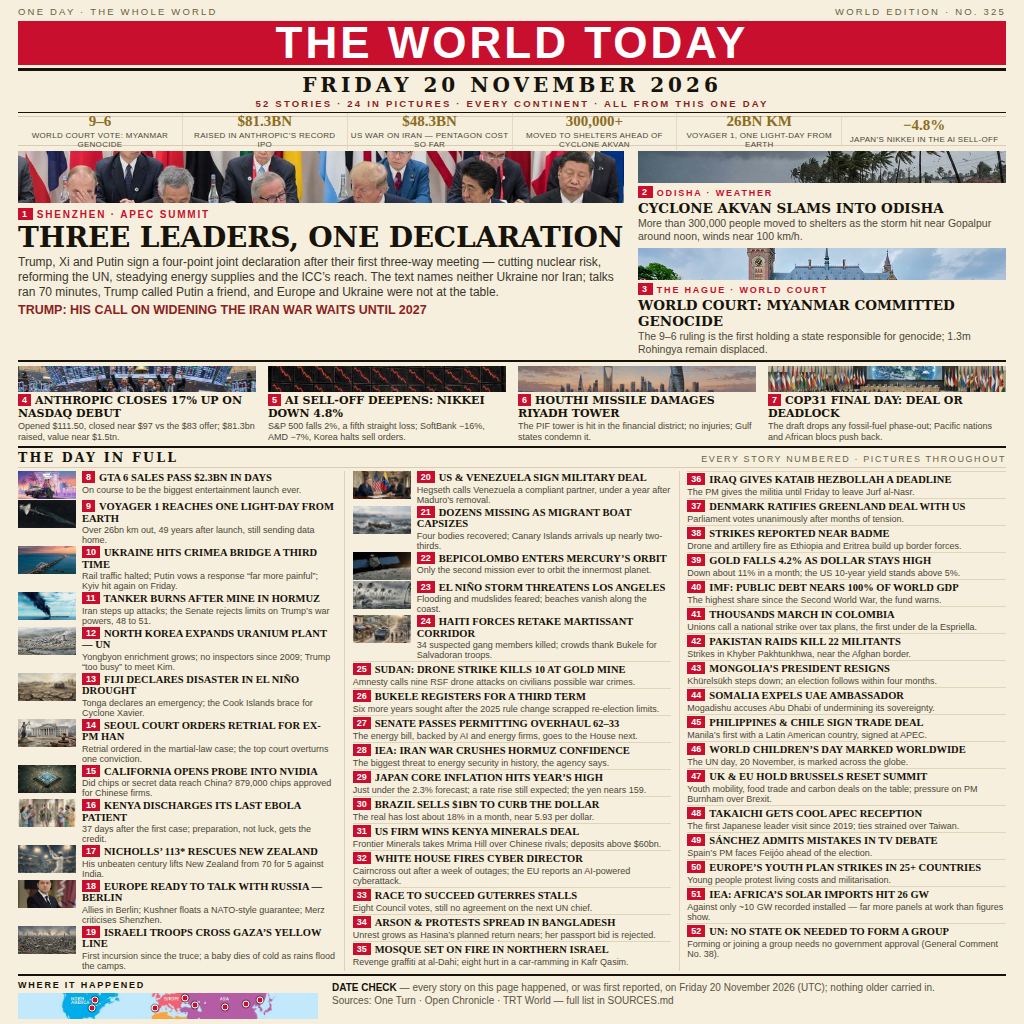 ONE DAY · THE WHOLE WORLD
WORLD EDITION · NO. 325
THE WORLD TODAY
FRIDAY 20 NOVEMBER 2026
52 STORIES · 24 IN PICTURES · EVERY CONTINENT · ALL FROM THIS ONE DAY
9–6
WORLD COURT VOTE: MYANMAR
GENOCIDE
$81.3BN
RAISED IN ANTHROPIC'S RECORD
IPO
$48.3BN
US WAR ON IRAN — PENTAGON COST
SO FAR
300,000+
MOVED TO SHELTERS AHEAD OF
CYCLONE AKVAN
26BN KM
VOYAGER 1, ONE LIGHT-DAY FROM
EARTH
−4.8%
JAPAN'S NIKKEI IN THE AI SELL-OFF
1 SHENZHEN · APEC SUMMIT
THREE LEADERS, ONE DECLARATION
Trump, Xi and Putin sign a four-point joint declaration after their first three-way meeting — cutting nuclear risk,
reforming the UN, steadying energy supplies and the ICC's reach. The text names neither Ukraine nor Iran; talks
ran 70 minutes, Trump called Putin a friend, and Europe and Ukraine were not at the table.
TRUMP: HIS CALL ON WIDENING THE IRAN WAR WAITS UNTIL 2027
2 ODISHA · WEATHER
CYCLONE AKVAN SLAMS INTO ODISHA
More than 300,000 people moved to shelters as the storm hit near Gopalpur
around noon, winds near 100 km/h.
3 THE HAGUE · WORLD COURT
WORLD COURT: MYANMAR COMMITTED
GENOCIDE
The 9–6 ruling is the first holding a state responsible for genocide; 1.3m
Rohingya remain displaced.
4 ANTHROPIC CLOSES 17% UP ON
NASDAQ DEBUT
Opened $111.50, closed near $97 vs the $83 offer; $81.3bn
raised, value near $1.5tn.
5 AI SELL-OFF DEEPENS: NIKKEI
DOWN 4.8%
S&P 500 falls 2%, a fifth straight loss; SoftBank −16%,
AMD −7%, Korea halts sell orders.
6 HOUTHI MISSILE DAMAGES
RIYADH TOWER
The PIF tower is hit in the financial district; no injuries; Gulf
states condemn it.
7 COP31 FINAL DAY: DEAL OR
DEADLOCK
The draft drops any fossil-fuel phase-out; Pacific nations
and African blocs push back.
THE DAY IN FULL
EVERY STORY NUMBERED · PICTURES THROUGHOUT
8 GTA 6 SALES PASS $2.3BN IN DAYS
On course to be the biggest entertainment launch ever.
9 VOYAGER 1 REACHES ONE LIGHT-DAY FROM
EARTH
Over 26bn km out, 49 years after launch, still sending data
home.
10 UKRAINE HITS CRIMEA BRIDGE A THIRD
TIME
Rail traffic halted; Putin vows a response “far more painful”;
Kyiv hit again on Friday.
11 TANKER BURNS AFTER MINE IN HORMUZ
Iran steps up attacks; the Senate rejects limits on Trump's war
powers, 48 to 51.
12 NORTH KOREA EXPANDS URANIUM PLANT
— UN
Yongbyon enrichment grows; no inspectors since 2009; Trump
“too busy” to meet Kim.
13 FIJI DECLARES DISASTER IN EL NIÑO
DROUGHT
Tonga declares an emergency; the Cook Islands brace for
Cyclone Xavier.
14 SEOUL COURT ORDERS RETRIAL FOR EX-
PM HAN
Retrial ordered in the martial-law case; the top court overturns
one conviction.
15 CALIFORNIA OPENS PROBE INTO NVIDIA
Did chips or secret data reach China? 879,000 chips approved
for Chinese firms.
16 KENYA DISCHARGES ITS LAST EBOLA
PATIENT
37 days after the first case; preparation, not luck, gets the
credit.
17 NICHOLLS' 113* RESCUES NEW ZEALAND
His unbeaten century lifts New Zealand from 70 for 5 against
India.
18 EUROPE READY TO TALK WITH RUSSIA —
BERLIN
Allies in Berlin; Kushner floats a NATO-style guarantee; Merz
criticises Shenzhen.
19 ISRAELI TROOPS CROSS GAZA'S YELLOW
LINE
First incursion since the truce; a baby dies of cold as rains flood
the camps.
20 US & VENEZUELA SIGN MILITARY DEAL
Hegseth calls Venezuela a compliant partner, under a year after
Maduro's removal.
21 DOZENS MISSING AS MIGRANT BOAT
CAPSIZES
Four bodies recovered; Canary Islands arrivals up nearly two-
thirds.
22 BEPICOLOMBO ENTERS MERCURY'S ORBIT
Only the second mission ever to orbit the innermost planet.
23 EL NIÑO STORM THREATENS LOS ANGELES
Flooding and mudslides feared; beaches vanish along the
coast.
24 HAITI FORCES RETAKE MARTISSANT
CORRIDOR
34 suspected gang members killed; crowds thank Bukele for
Salvadoran troops.
25 SUDAN: DRONE STRIKE KILLS 10 AT GOLD MINE
Amnesty calls nine RSF drone attacks on civilians possible war crimes.
26 BUKELE REGISTERS FOR A THIRD TERM
Six more years sought after the 2025 rule change scrapped re-election limits.
27 SENATE PASSES PERMITTING OVERHAUL 62–33
The energy bill, backed by AI and energy firms, goes to the House next.
28 IEA: IRAN WAR CRUSHES HORMUZ CONFIDENCE
The biggest threat to energy security in history, the agency says.
29 JAPAN CORE INFLATION HITS YEAR'S HIGH
Just under the 2.3% forecast; a rate rise still expected; the yen nears 159.
30 BRAZIL SELLS $1BN TO CURB THE DOLLAR
The real has lost about 18% in a month, near 5.93 per dollar.
31 US FIRM WINS KENYA MINERALS DEAL
Frontier Minerals takes Mrima Hill over Chinese rivals; deposits above $60bn.
32 WHITE HOUSE FIRES CYBER DIRECTOR
Cairncross out after a week of outages; the EU reports an AI-powered
cyberattack.
33 RACE TO SUCCEED GUTERRES STALLS
Eight Council votes, still no agreement on the next UN chief.
34 ARSON & PROTESTS SPREAD IN BANGLADESH
Unrest grows as Hasina's planned return nears; her passport bid is rejected.
35 MOSQUE SET ON FIRE IN NORTHERN ISRAEL
Revenge graffiti at al-Dahi; eight hurt in a car-ramming in Kafr Qasim.
36 IRAQ GIVES KATAIB HEZBOLLAH A DEADLINE
The PM gives the militia until Friday to leave Jurf al-Nasr.
37 DENMARK RATIFIES GREENLAND DEAL WITH US
Parliament votes unanimously after months of tension.
38 STRIKES REPORTED NEAR BADME
Drone and artillery fire as Ethiopia and Eritrea build up border forces.
39 GOLD FALLS 4.2% AS DOLLAR STAYS HIGH
Down about 11% in a month; the US 10-year yield stands above 5%.
40 IMF: PUBLIC DEBT NEARS 100% OF WORLD GDP
The highest share since the Second World War, the fund warns.
41 THOUSANDS MARCH IN COLOMBIA
Unions call a national strike over tax plans, the first under de la Espriella.
42 PAKISTAN RAIDS KILL 22 MILITANTS
Strikes in Khyber Pakhtunkhwa, near the Afghan border.
43 MONGOLIA'S PRESIDENT RESIGNS
Khürelsükh steps down; an election follows within four months.
44 SOMALIA EXPELS UAE AMBASSADOR
Mogadishu accuses Abu Dhabi of undermining its sovereignty.
45 PHILIPPINES & CHILE SIGN TRADE DEAL
Manila's first with a Latin American country, signed at APEC.
46 WORLD CHILDREN'S DAY MARKED WORLDWIDE
The UN day, 20 November, is marked across the globe.
47 UK & EU HOLD BRUSSELS RESET SUMMIT
Youth mobility, food trade and carbon deals on the table; pressure on PM
Burnham over Brexit.
48 TAKAICHI GETS COOL APEC RECEPTION
The first Japanese leader visit since 2019; ties strained over Taiwan.
49 SÁNCHEZ ADMITS MISTAKES IN TV DEBATE
Spain's PM faces Feijóo ahead of the election.
50 EUROPE'S YOUTH PLAN STRIKES IN 25+ COUNTRIES
Young people protest living costs and militarisation.
51 IEA: AFRICA'S SOLAR IMPORTS HIT 26 GW
Against only ~10 GW recorded installed — far more panels at work than figures
show.
52 UN: NO STATE OK NEEDED TO FORM A GROUP
Forming or joining a group needs no government approval (General Comment
No. 38).
WHERE IT HAPPENED
DATE CHECK — every story on this page happened, or was first reported, on Friday 20 November 2026 (UTC); nothing older carried in.
Sources: One Turn · Open Chronicle · TRT World — full list in SOURCES.md